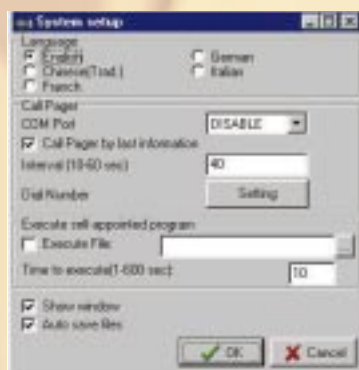 System setup
Language
English
German
Chinese(Trad.)
Italian
Franch
Call Pager
COM Port
DISABLE
Call Pager by last information
Interval (10-60 sec)
40
Dial Number
Setting
Execute self-appointed program
Execute File:
...
Time to execute(1-600 sec):
10
Show window
Auto save files
OK
Cancel